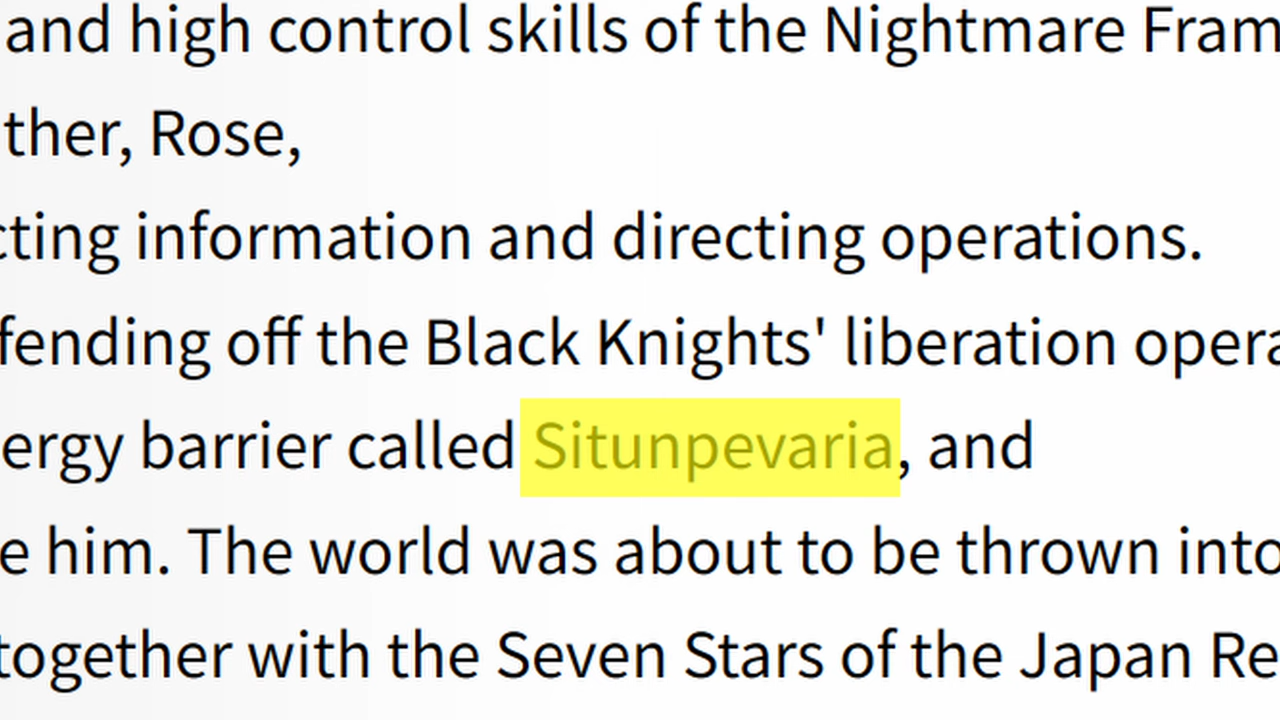 and high control skills of the Nightmare Fram
ther, Rose,
cting information and directing operations.
fending off the Black Knights' liberation opera
ergy barrier called Situnpevaria, and
e him. The world was about to be thrown into
together with the Seven Stars of the Japan Re